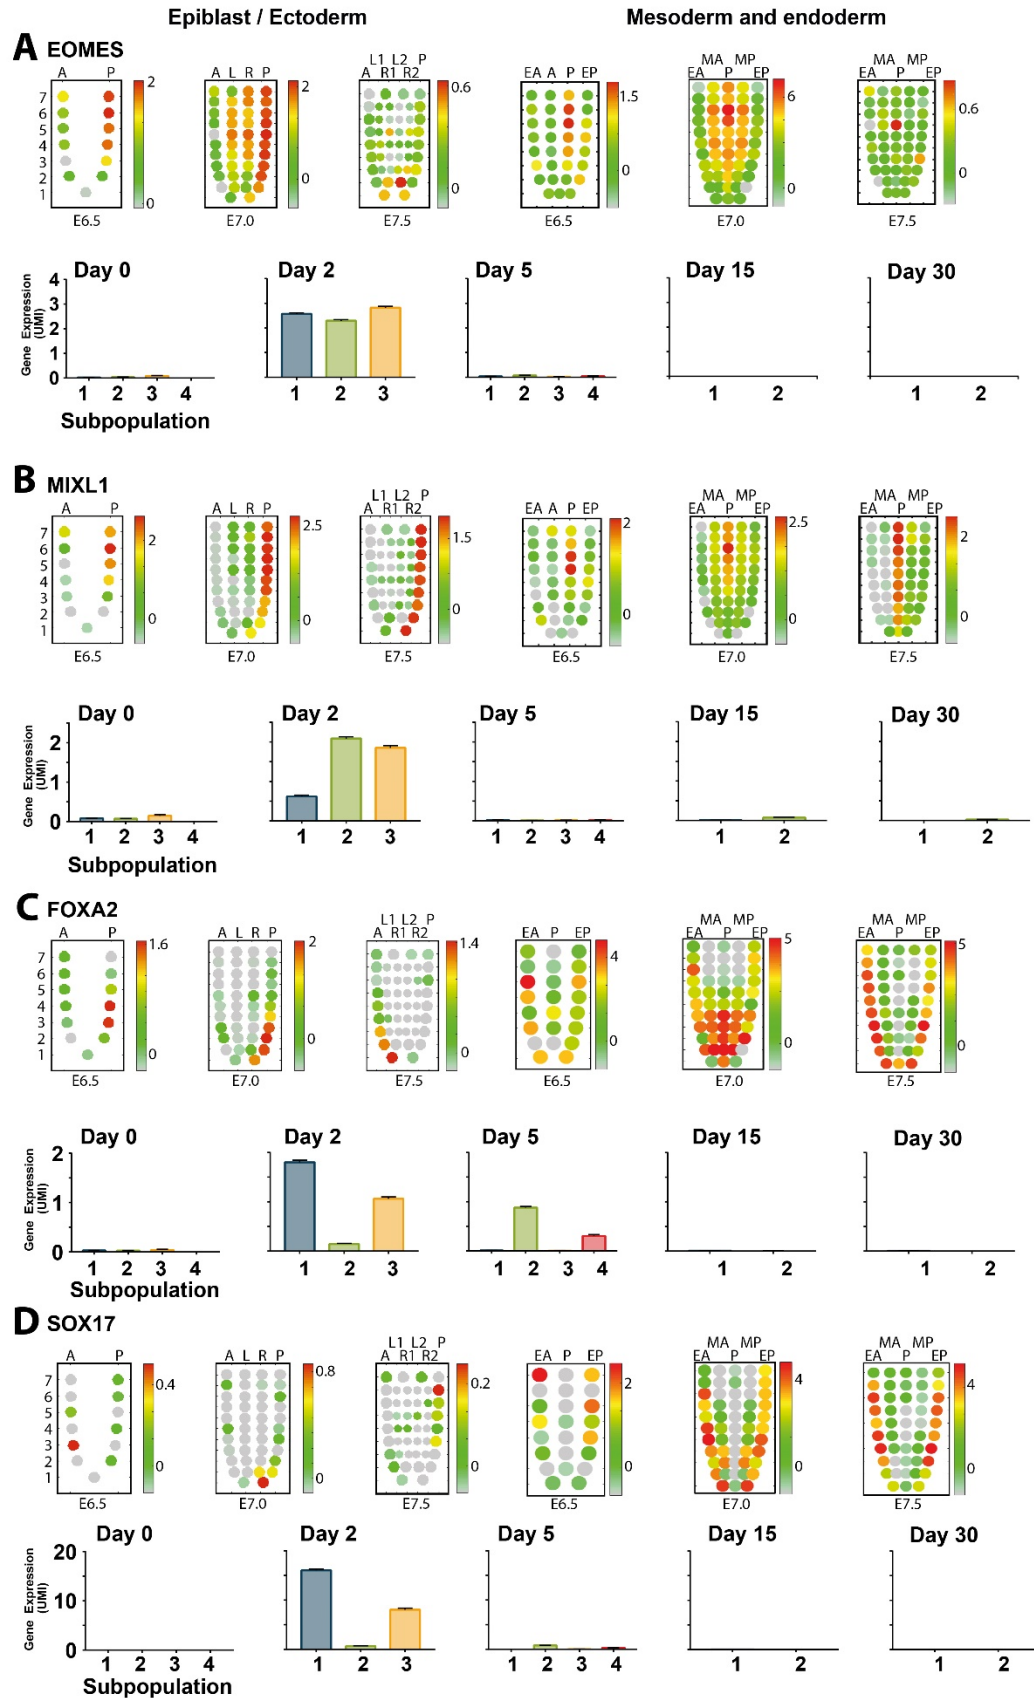 Epiblast / Ectoderm Mesoderm and endoderm
A EOMES
L1 L2 P MA MP
A P A L R P A R1 R2 EA A P EP EA P EP MA MP
EA P EP
7 6 5 4 3 2 1
2 0 2 0 0.6 0 1.5 0 6 0 0.6 0
E6.5 E7.0 E7.5 E6.5 E7.0 E7.5
Day 0 Day 2 Day 5 Day 15 Day 30
Gene Expression
(UMI)
4 3 2 1 0
1 2 3 4 1 2 3 1 2 3 4 1 2 1 2
Subpopulation
B MIXL1
L1 L2 P MA MP MA MP
A P A L R P A R1 R2 EA A P EP EA P EP EA P EP
7 6 5 4 3 2 1
2 0 2.5 0 1.5 0 2 0 2.5 0 2 0
E6.5 E7.0 E7.5 E6.5 E7.0 E7.5
Day 0 Day 2 Day 5 Day 15 Day 30
Gene Expression
(UMI)
2 1 0
1 2 3 4 1 2 3 1 2 3 4 1 2 1 2
Subpopulation
C FOXA2
L1 L2 P MA MP MA MP
A P A L R P A R1 R2 EA P EP EA P EP EA P EP
7 6 5 4 3 2 1
1.6 0 2 0 1.4 0 4 0 5 0 5 0
E6.5 E7.0 E7.5 E6.5 E7.0 E7.5
Day 0 Day 2 Day 5 Day 15 Day 30
Gene Expression
(UMI)
2 1 0
1 2 3 4 1 2 3 1 2 3 4 1 2 1 2
Subpopulation
D SOX17
L1 L2 P MA MP MA MP
A P A L R P A R1 R2 EA P EP EA P EP EA P EP
7 6 5 4 3 2 1
0.4 0 0.8 0 0.2 0 2 0 4 0 4 0
E6.5 E7.0 E7.5 E6.5 E7.0 E7.5
Day 0 Day 2 Day 5 Day 15 Day 30
Gene Expression
(UMI)
20 10 0
1 2 3 4 1 2 3 1 2 3 4 1 2 1 2
Subpopulation